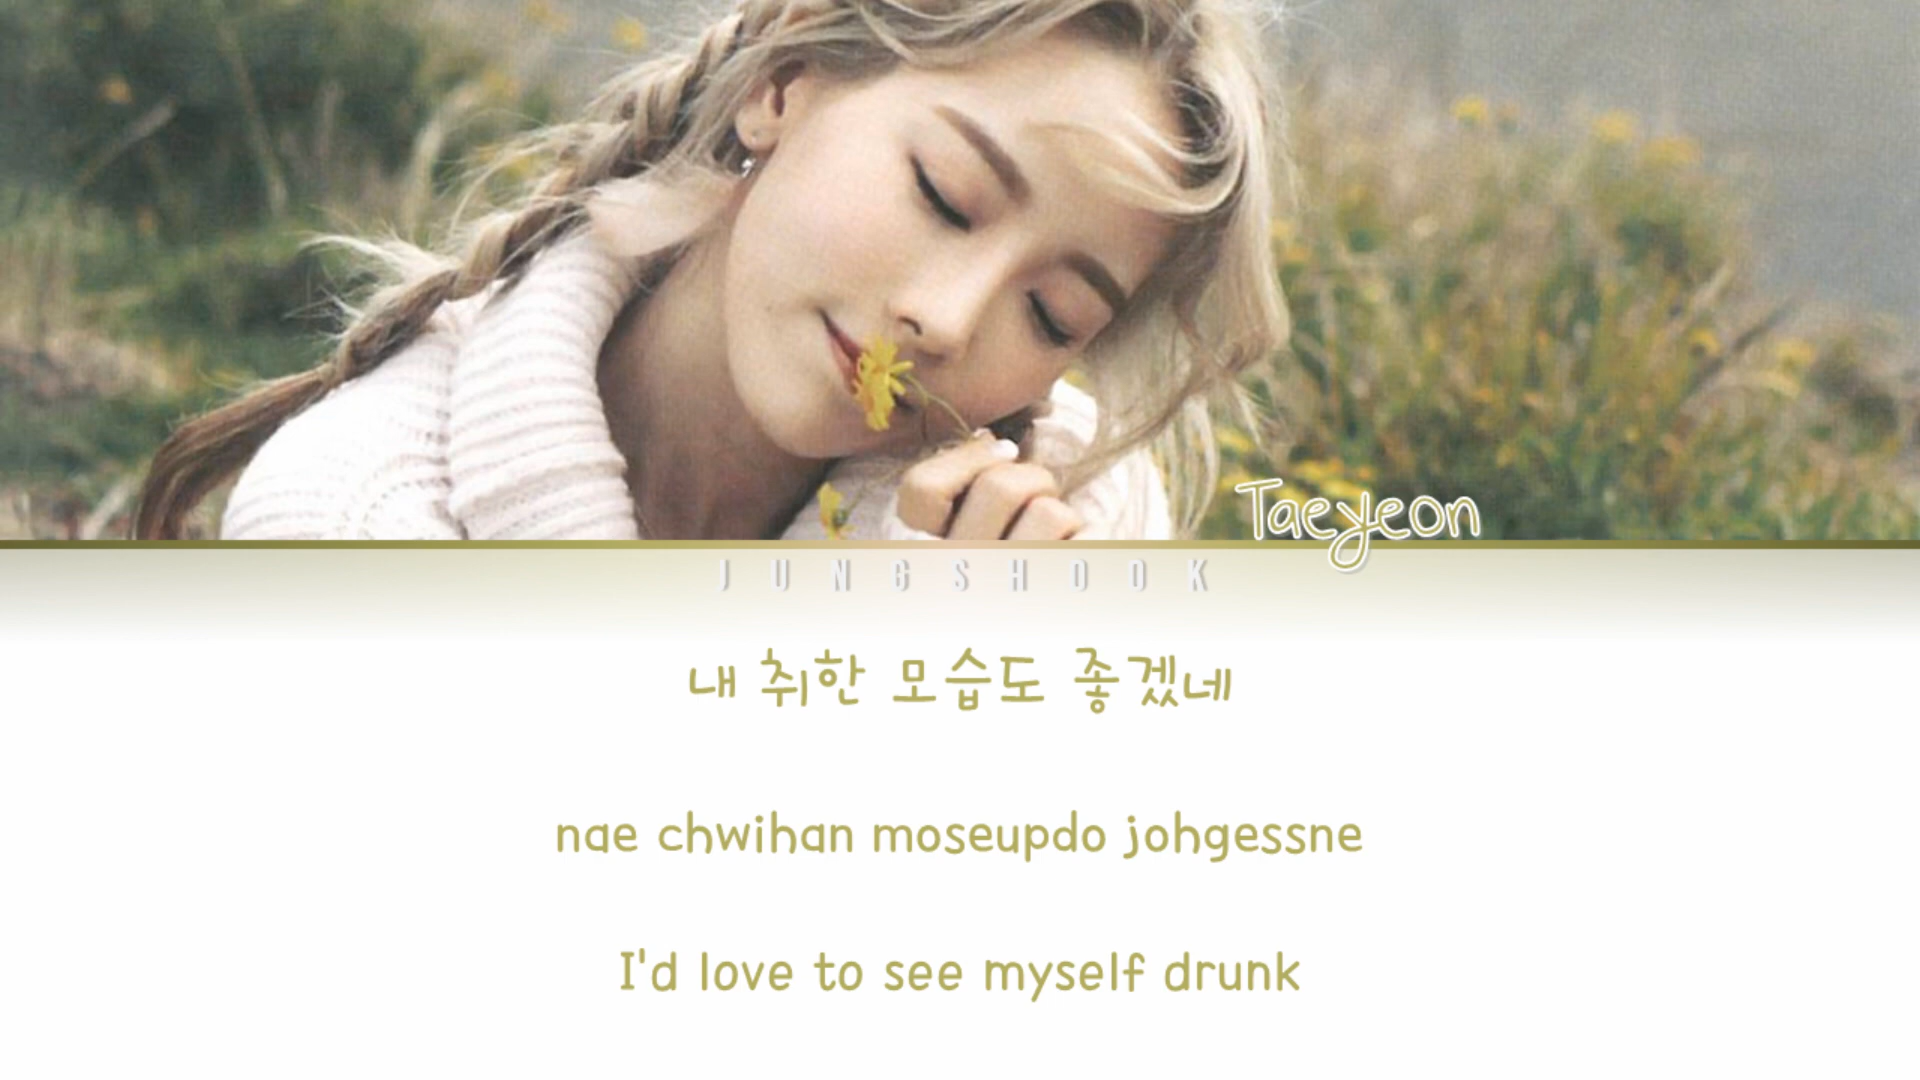 Taeyeon
JUNGSHOOK
내 취한 모습도 좋겠네
nae chwihan moseupdo johgessne
I'd love to see myself drunk